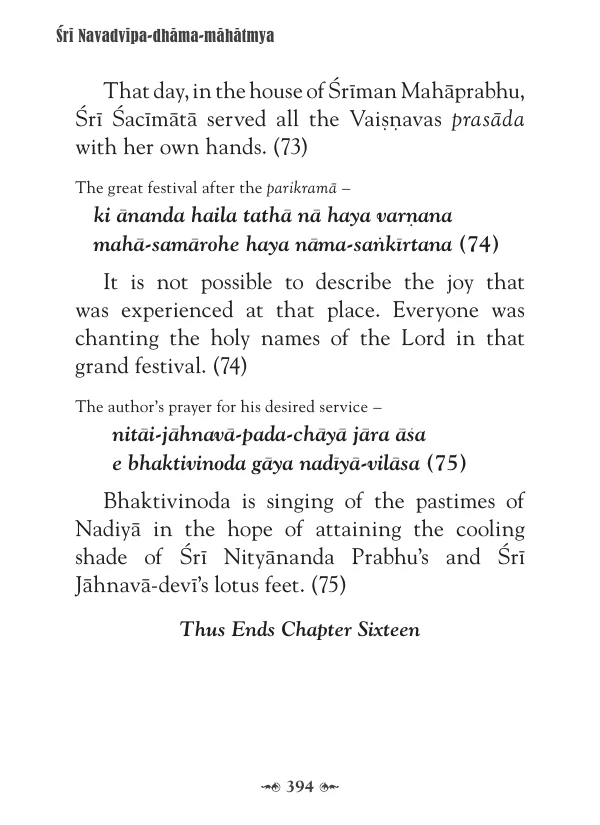 Śrī Navadvīpa-dhāma-māhātmya
That day, in the house of Śrīman Mahāprabhu,
Śrī Śacīmātā served all the Vaiṣṇavas prasāda
with her own hands. (73)
The great festival after the parikramā –
ki ānanda haila tathā nā haya varṇana
mahā-samārohe haya nāma-saṅkīrtana (74)
It is not possible to describe the joy that
was experienced at that place. Everyone was
chanting the holy names of the Lord in that
grand festival. (74)
The author’s prayer for his desired service –
nitāi-jāhnavā-pada-chāyā jāra āśa
e bhaktivinoda gāya nadīyā-vilāsa (75)
Bhaktivinoda is singing of the pastimes of
Nadiyā in the hope of attaining the cooling
shade of Śrī Nityānanda Prabhu’s and Śrī
Jāhnavā-devī’s lotus feet. (75)
Thus Ends Chapter Sixteen
394